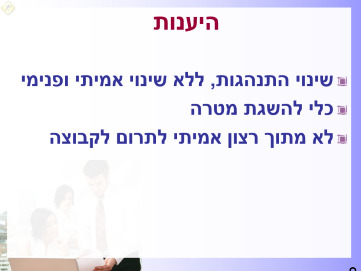 היענות
שינוי התנהגות, ללא שינוי אמיתי ופנימי
כלי להשגת מטרה
לא מתוך רצון אמיתי לתרום לקבוצה